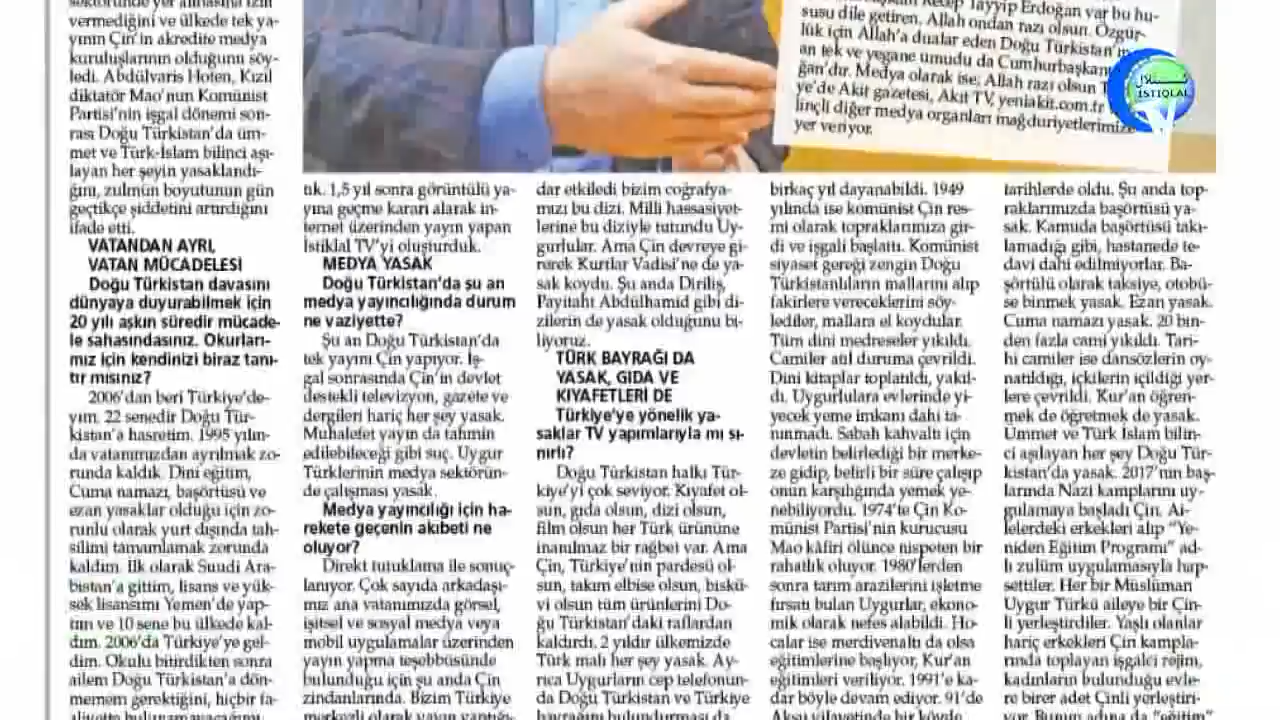 sektöründe yer almasına izin
vermediğini ve ülkede tek ya-
yının Çin'in akredite medya
kuruluşlarının olduğunu söy-
ledi. Abdülvaris Hoten, Kızıl
diktatör Mao'nun Komünist
Partisi'nin işgal dönemi son-
rası Doğu Türkistan'da üm-
met ve Türk-İslam bilinci aşı-
layan her şeyin yasaklandı-
ğını, zulmün boyutunun gün
geçtikçe şiddetini artırdığını
ifade etti.
VATANDAN AYRI,
VATAN MÜCADELESİ
Doğu Türkistan davasını
dünyaya duyurabilmek için
20 yılı aşkın süredir mücade-
le sahasındasınız. Okurları-
mız için kendinizi biraz tanı-
tır mısınız?
2006'dan beri Türkiye'de-
yim. 22 senedir Doğu Tür-
kistan'a hasretim. 1995 yılın-
da vatanımızdan ayrılmak zo-
runda kaldık. Dini eğitim,
Cuma namazı, başörtüsü ve
ezan yasaklar olduğu için zo-
runlu olarak yurt dışında tah-
silimi tamamlamak zorunda
kaldım. İlk olarak Suudi Ara-
bistan'a gittim, lisans ve yük-
sek lisansımı Yemen'de yap-
tım ve 10 sene bu ülkede kal-
dım. 2006'da Türkiye'ye gel-
dim. Okulu bitirdikten sonra
ailem Doğu Türkistan'a dön-
memem gerektiğini, hiçbir fa-
aliyette bulunamayacağımı
tık. 1,5 yıl sonra görüntülü ya-
yına geçme kararı alarak in-
ternet üzerinden yayın yapan
İstiklal TV'yi oluşturduk.
MEDYA YASAK
Doğu Türkistan'da şu an
medya yayıncılığında durum
ne vaziyette?
Şu an Doğu Türkistan'da
tek yayını Çin yapıyor. İş-
gal sonrasında Çin'in devlet
destekli televizyon, gazete ve
dergileri hariç her şey yasak.
Muhalefet yayın da tahmin
edilebileceği gibi suç. Uygur
Türklerinin medya sektörün-
de çalışması yasak.
Medya yayıncılığı için ha-
rekete geçenin akıbeti ne
oluyor?
Direkt tutuklama ile sonuç-
lanıyor. Çok sayıda arkadaşı-
mız ana vatanımızda görsel,
işitsel ve sosyal medya veya
mobil uygulamalar üzerinden
yayın yapma teşebbüsünde
bulunduğu için şu anda Çin
zindanlarında. Bizim Türkiye
merkezli olarak yayın yaptığı-
dar etkiledi bizim coğrafya-
mızı bu dizi. Milli hassasiyet-
lerine bu diziyle tutundu Uy-
gurlular. Ama Çin devreye gi-
rerek Kurtlar Vadisi'ne de ya-
sak koydu. Şu anda Diriliş,
Payitaht Abdülhamid gibi di-
zilerin de yasak olduğunu bi-
liyoruz.
TÜRK BAYRAĞI DA
YASAK, GIDA VE
KIYAFETLERİ DE
Türkiye'ye yönelik ya-
saklar TV yapımlarıyla mı sı-
nırlı?
Doğu Türkistan halkı Tür-
kiye'yi çok seviyor. Kıyafet ol-
sun, gıda olsun, dizi olsun,
film olsun her Türk ürününe
inanılmaz bir rağbet var. Ama
Çin, Türkiye'nin pardesü ol-
sun, takım elbise olsun, bisk​ü-
vi olsun tüm ürünlerini Do-
ğu Türkistan'daki raflardan
kaldırdı. 2 yıldır ülkemizde
Türk malı her şey yasak. Ay-
rıca Uygurların cep telefonun-
da Doğu Türkistan ve Türkiye
bayrağını bulundurması da
Recep Tayyip Erdoğan var bu hu-
susu dile getiren. Allah ondan razı olsun. Özgür-
lük için Allah'a dualar eden Doğu Türkistan'ın
an tek ve yegane umudu da Cumhurbaşkanı
ğan'dır. Medya olarak ise, Allah razı olsun
ye'de Akit gazetesi, Akit TV, yeniakit.com.tr
linçli diğer medya organları mağduriyetlerimize
yer veriyor.
ISTIQLAL
birkaç yıl dayanabildi. 1949
yılında ise komünist Çin res-
mi olarak topraklarımıza gir-
di ve işgali başlattı. Komünist
siyaset gereği zengin Doğu
Türkistanlıların mallarını alıp
fakirlere vereceklerini söy-
lediler, mallara el koydular.
Tüm dini medreseler yıkıldı.
Camiler atıl duruma çevrildi.
Dini kitaplar toplatıldı, yakıl-
dı. Uygurlulara evlerinde yi-
yecek yeme imkanı dahi ta-
nınmadı. Sabah kahvaltı için
devletin belirlediği bir merke-
ze gidip, belirli bir süre çalışıp
onun karşılığında yemek ye-
nebiliyordu. 1974'te Çin Ko-
münist Partisi'nin kurucusu
Mao kâfiri ölünce nispeten bir
rahatlık oluyor. 1980'lerden
sonra tarım arazilerini işletme
fırsatı bulan Uygurlar, ekono-
mik olarak nefes alabildi. Ho-
calar ise merdivenaltı da olsa
eğitimlerine başlıyor, Kur'an
eğitimleri veriliyor. 1991'e ka-
dar böyle devam ediyor. 91'de
Aksu vilayetinde bir köyde
tarihlerde oldu. Şu anda top-
raklarımızda başörtüsü ya-
sak. Kamuda başörtüsü takı-
lamadığı gibi, hastanede te-
davi dahi edilmiyorlar. Ba-
şörtülü olarak taksiye, otobü-
se binmek yasak. Ezan yasak.
Cuma namazı yasak. 20 bin-
den fazla cami yıkıldı. Tari-
hi camiler ise dansözlerin oy-
natıldığı, içkilerin içildiği yer-
lere çevrildi. Kur'an öğren-
mek de öğretmek de yasak.
Ümmet ve Türk İslam bilin-
ci aşılayan her şey Doğu Tür-
kistan'da yasak. 2017'nin baş-
larında Nazi kamplarını uy-
gulamaya başladı Çin. Ai-
lelerdeki erkekleri alıp "Ye-
niden Eğitim Programı" ad-
lı zulüm uygulamasıyla hap-
settiler. Her bir Müslüman
Uygur Türkü aileye bir Çin-
li yerleştirdiler. Yaşlı olanlar
hariç erkekleri Çin kampla-
rında toplayan işgalci rejim,
kadınların bulunduğu evle-
re birer adet Çinli yerleştiri-
yor. Bunun adına da "eğitim"